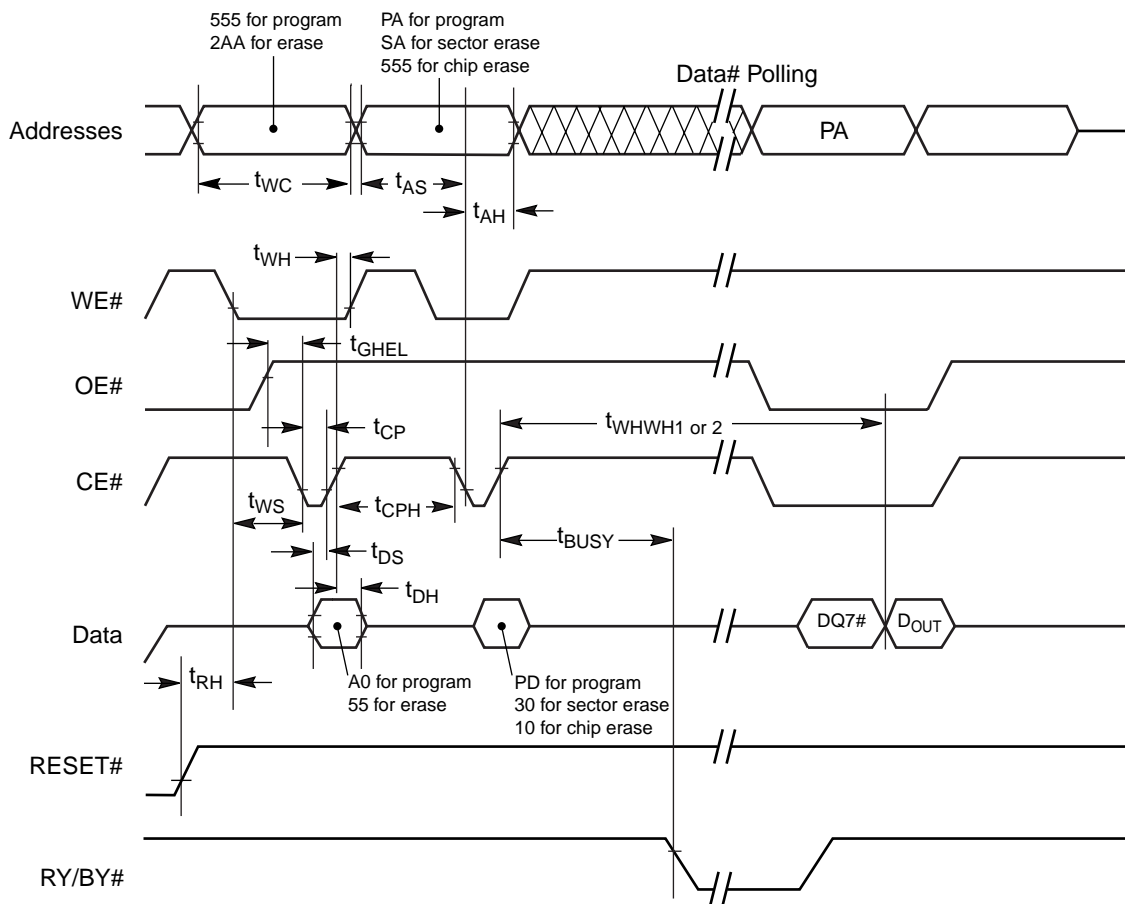 555 for program
2AA for erase
PA for program
SA for sector erase
555 for chip erase
Data# Polling
Addresses
PA
tWC
tAS
tAH
tWH
WE#
tGHEL
OE#
tWHWH1 or 2
tCP
CE#
tWS
tCPH
tBUSY
tDS
tDH
Data
DQ7#
DOUT
tRH
A0 for program
55 for erase
PD for program
30 for sector erase
10 for chip erase
RESET#
RY/BY#